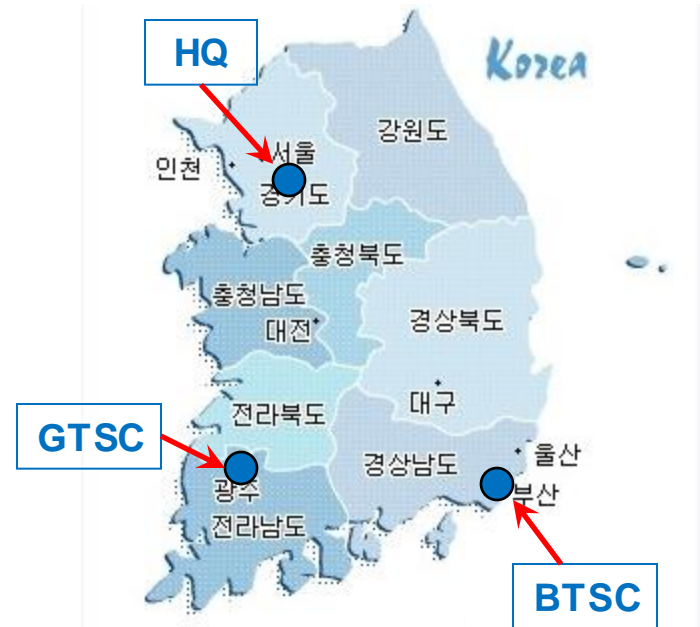 HQ
Korea
강원도
서울
인천
경기도
충청북도
충청남도
대전
경상북도
대구
전라북도
GTSC
경상남도
울산
광주
부산
전라남도
BTSC